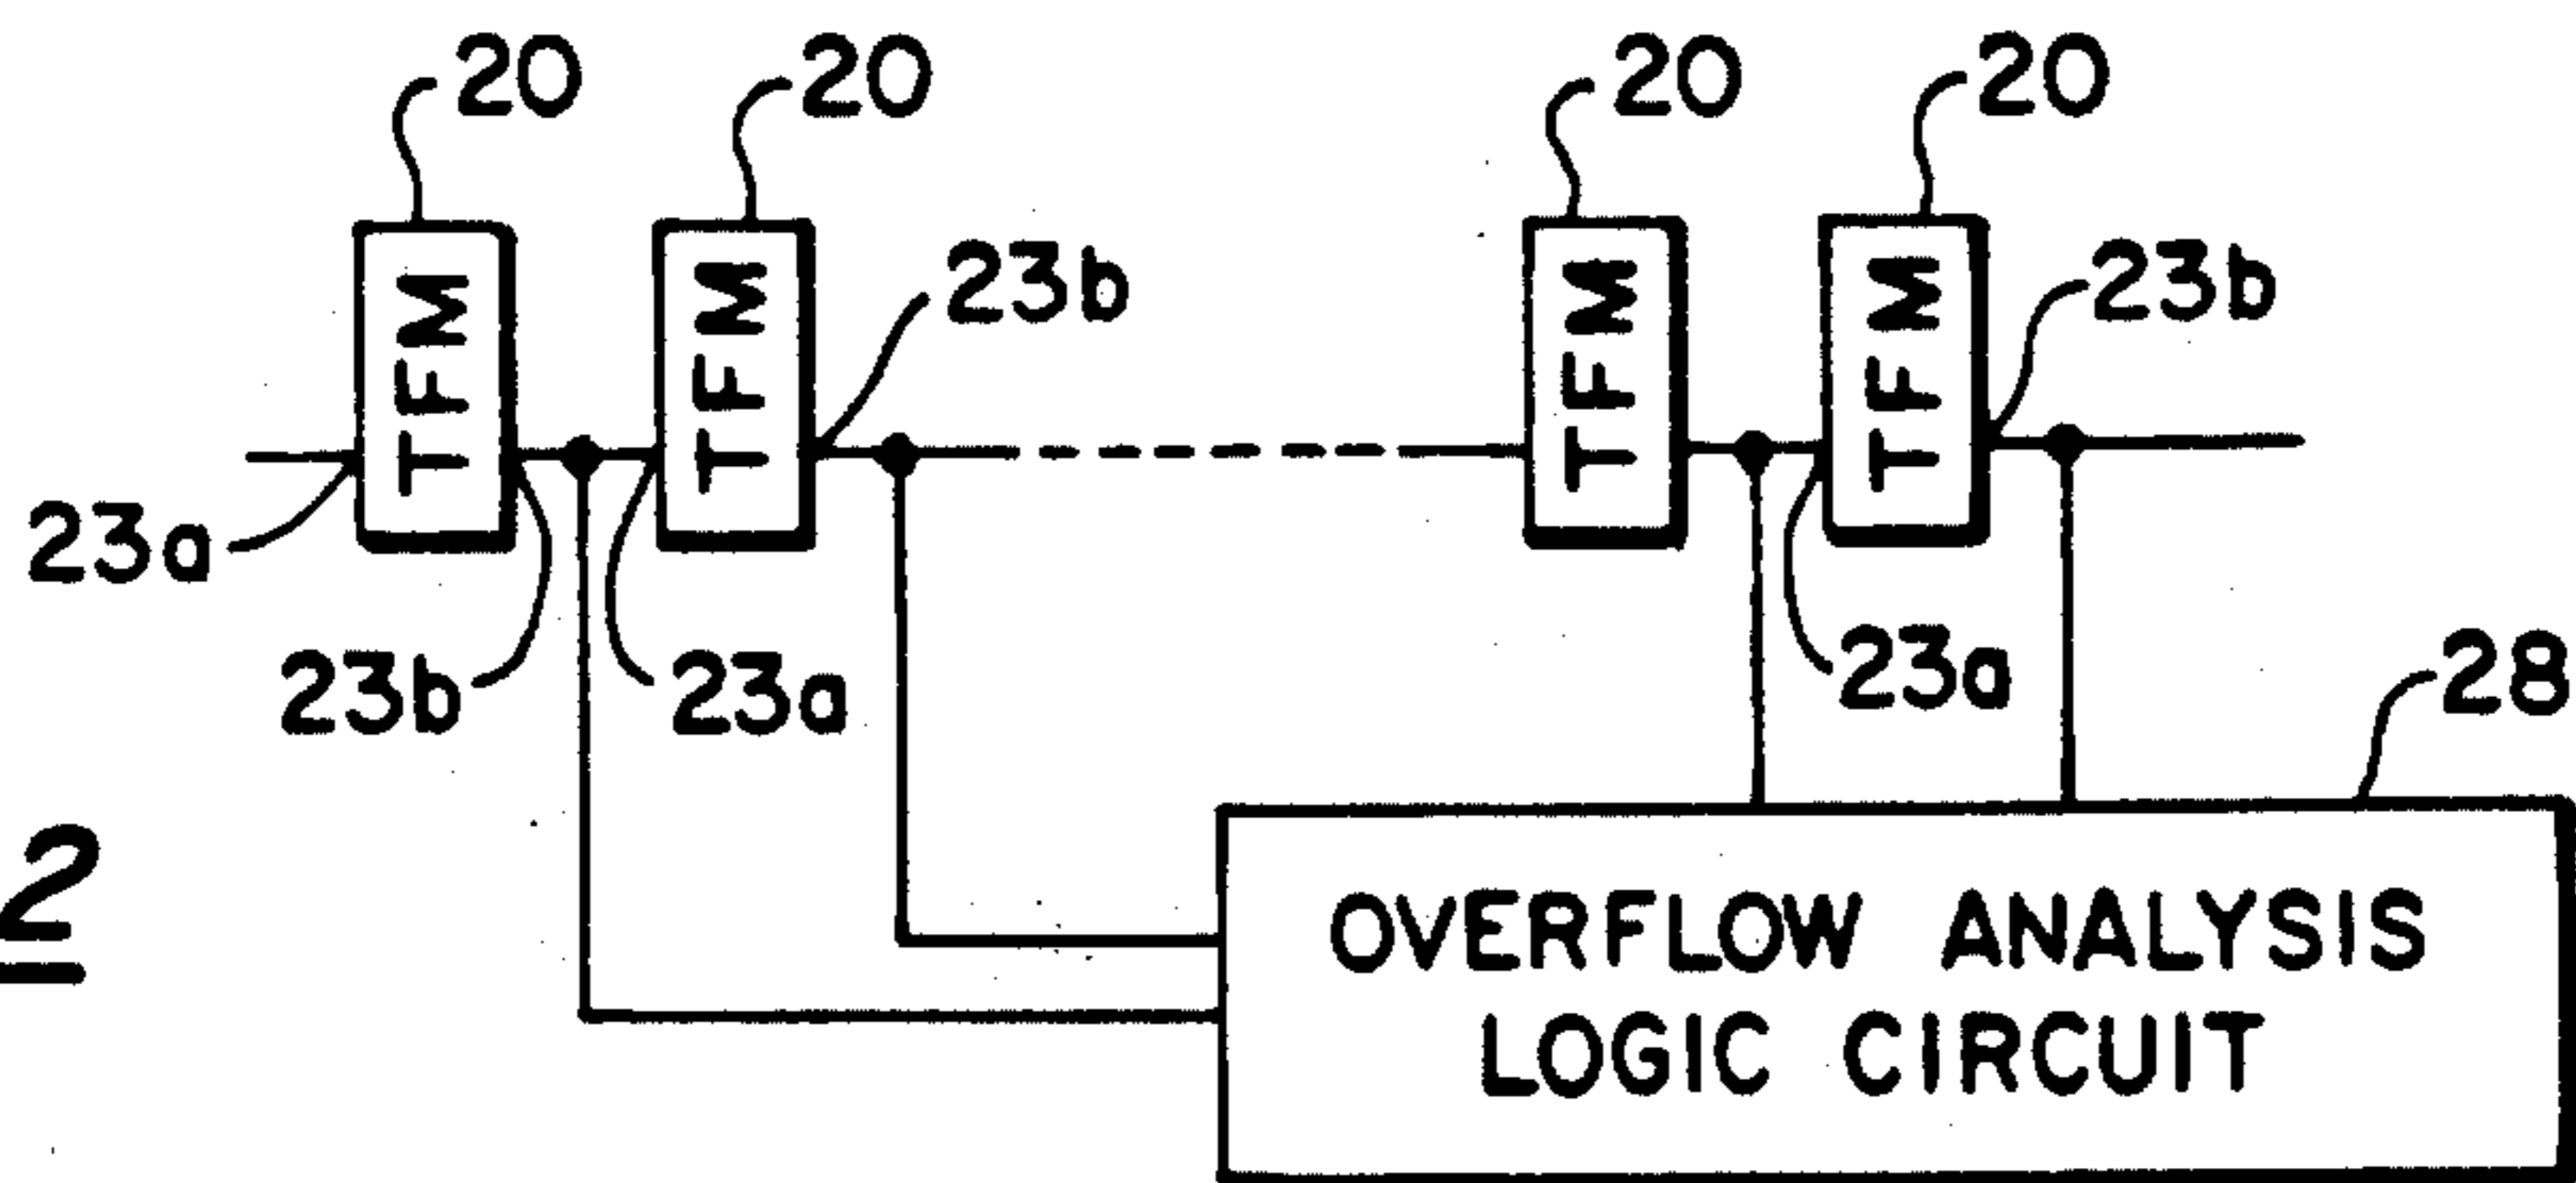 20 20 20 20
TFM TFM TFM TFM
23b 23b
23a
23b 23a 23a
28
2
OVERFLOW ANALYSIS
LOGIC CIRCUIT